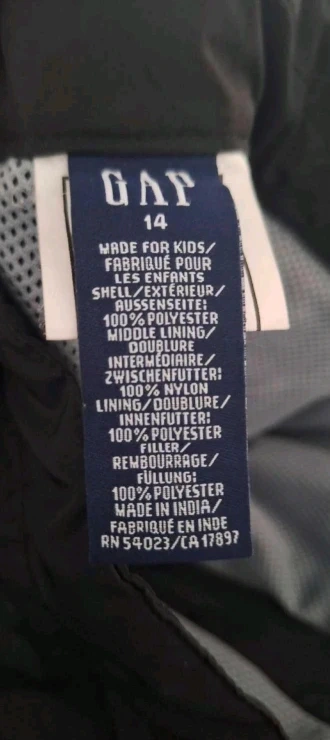 GAP
14
MADE FOR KIDS/
FABRIQUÉ POUR
LES ENFANTS
SHELL/EXTÉRIEUR/
AUSSENSEITE:
100% POLYESTER
MIDDLE LINING/
DOUBLURE
INTERMÉDIAIRE/
ZWISCHENFUTTER:
100% NYLON
LINING/DOUBLURE/
INNENFUTTER:
100% POLYESTER
FILLER/
REMBOURRAGE/
FÜLLUNG:
100% POLYESTER
MADE IN INDIA/
FABRIQUÉ EN INDE
RN 54023/CA 17897